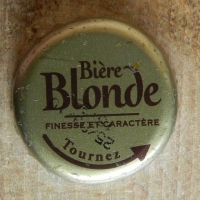 Bière
Blonde
FINESSE ET CARACTÈRE
Tournez